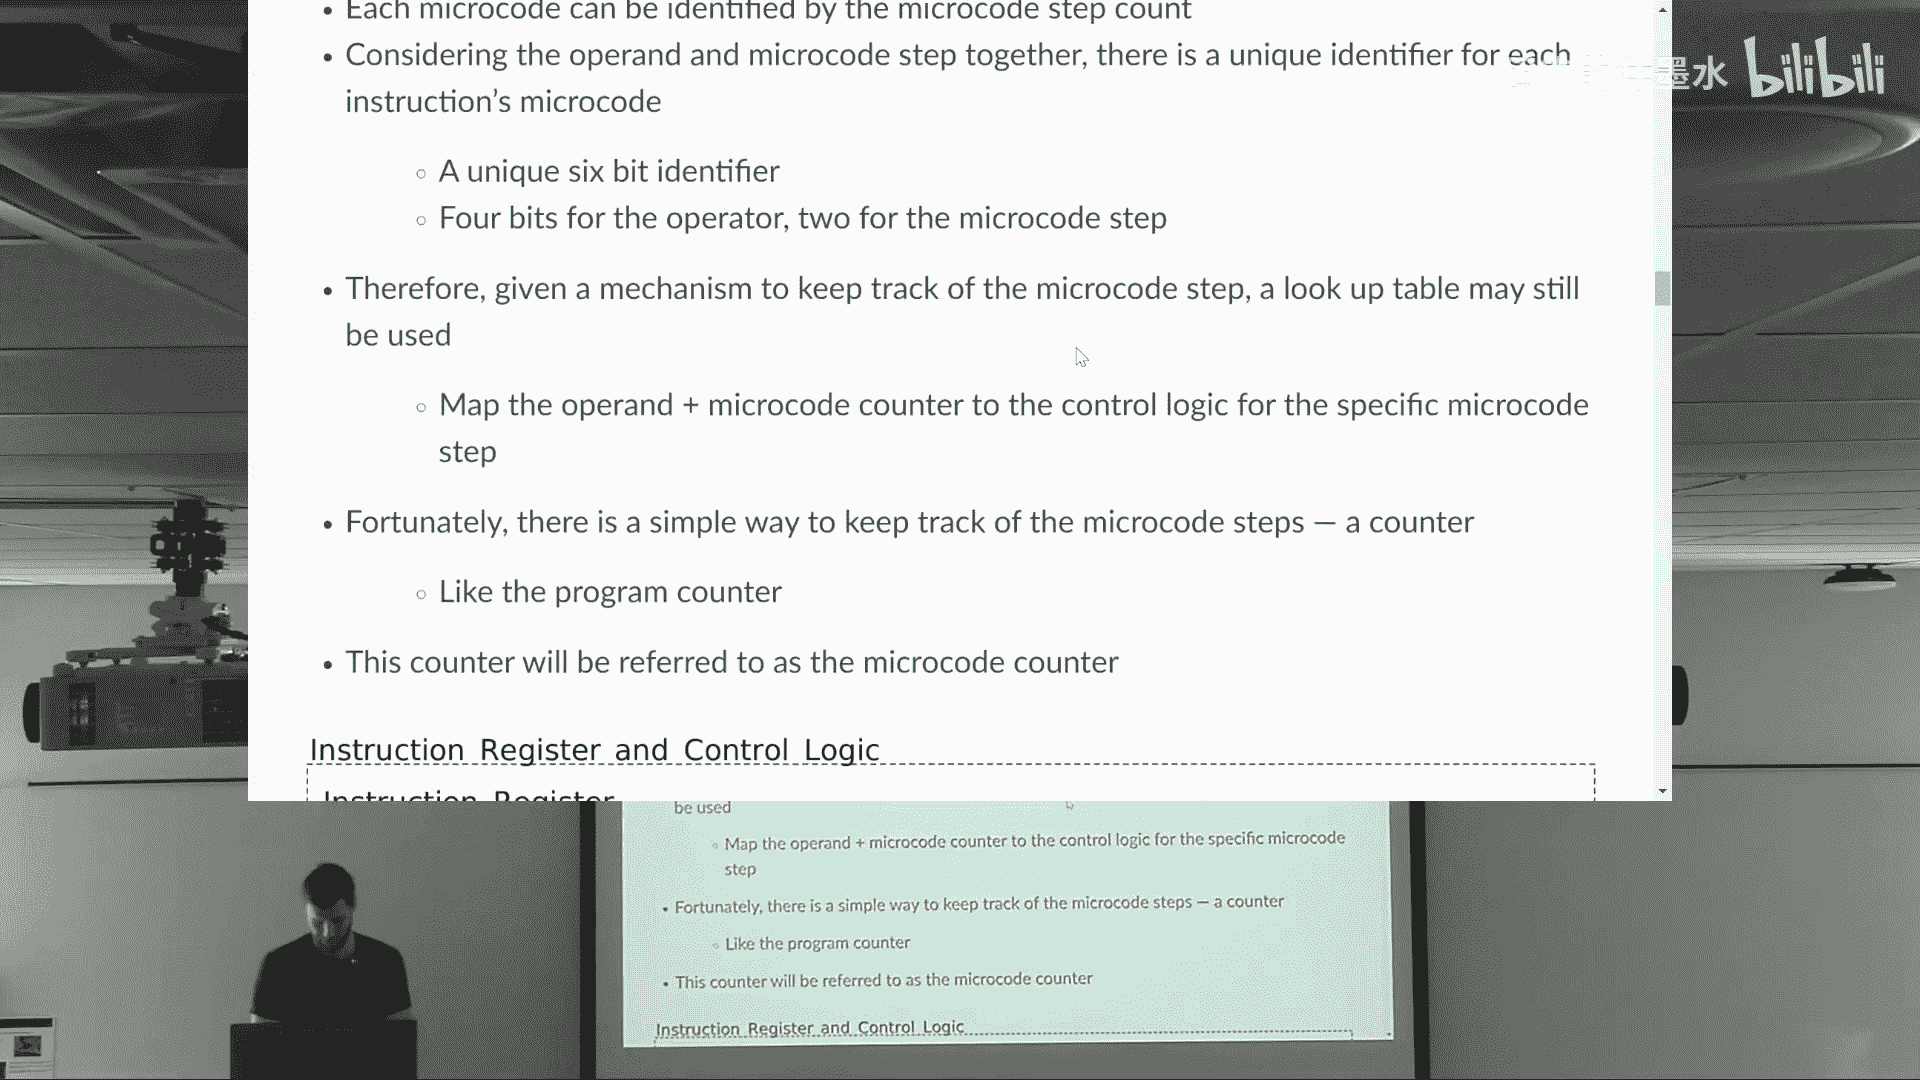 Each microcode can be identified by the microcode step count
Considering the operand and microcode step together, there is a unique identifier for each
instruction's microcode
A unique six bit identifier
Four bits for the operator, two for the microcode step
Therefore, given a mechanism to keep track of the microcode step, a look up table may still
be used
Map the operand + microcode counter to the control logic for the specific microcode
step
Fortunately, there is a simple way to keep track of the microcode steps — a counter
Like the program counter
This counter will be referred to as the microcode counter
Instruction Register and Control Logic
Instruction Register
墨水 bilibili
be used
Map the operand + microcode counter to the control logic for the specific microcode
step
Fortunately, there is a simple way to keep track of the microcode steps — a counter
Like the program counter
This counter will be referred to as the microcode counter
Instruction Register and Control Logic